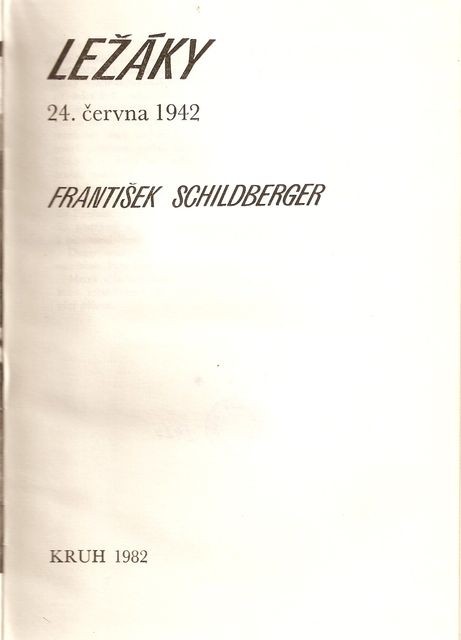 LEŽÁKY
24. června 1942
FRANTIŠEK SCHILDBERGER
KRUH 1982